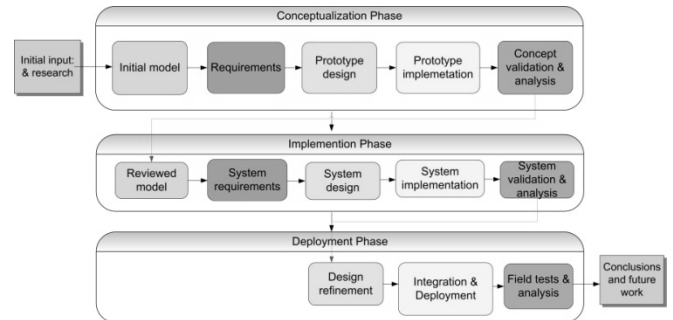 Conceptualization Phase
Initial input:
& research
Initial model
Requirements
Prototype
design
Prototype
implemetation
Concept
validation &
analysis
Implemention Phase
Reviewed
model
System
requirements
System
design
System
implementation
System
validation &
analysis
Deployment Phase
Design
refinement
Integration &
Deployment
Field tests &
analysis
Conclusions
and future
work